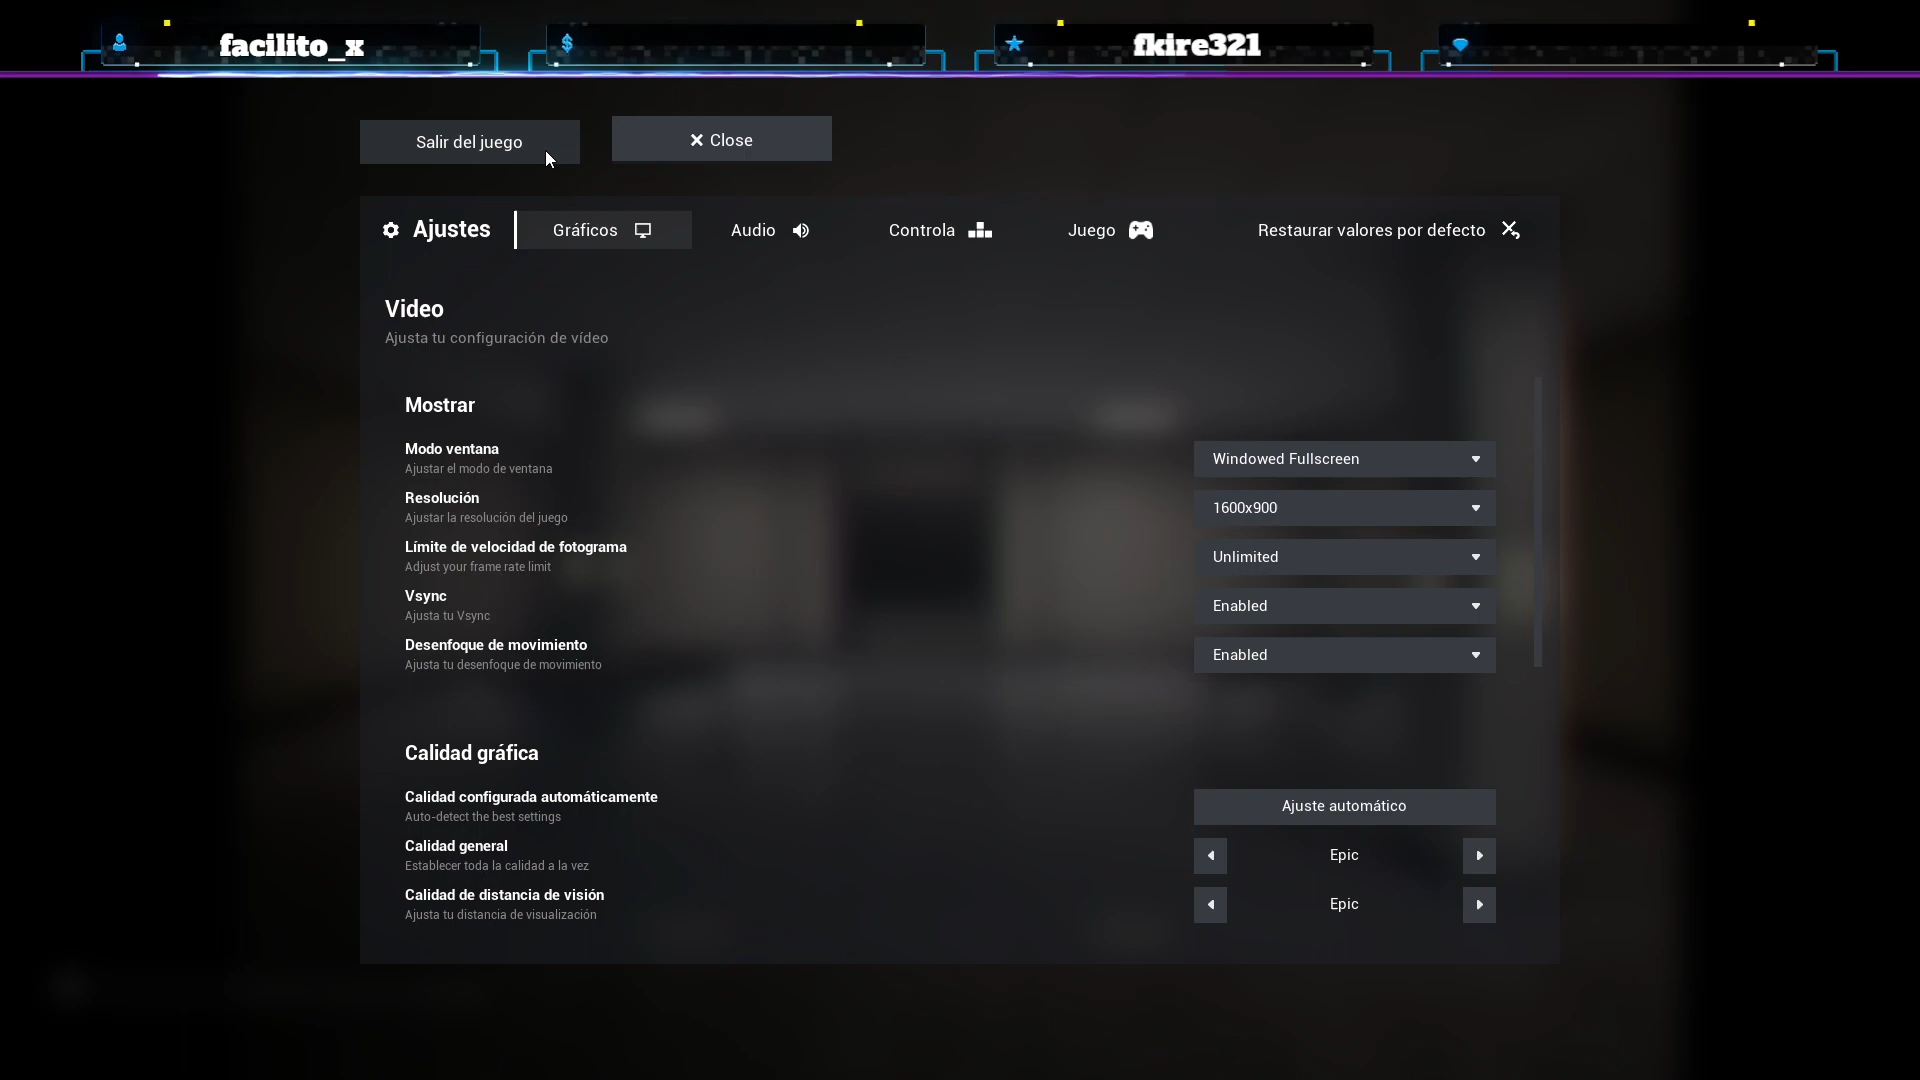 facilito_x
fkire321
Salir del juego
Close
Ajustes
Gráficos
Audio
Controla
Juego
Restaurar valores por defecto
Video
Ajusta tu configuración de vídeo
Mostrar
Modo ventana
Ajustar el modo de ventana
Windowed Fullscreen
Resolución
Ajustar la resolución del juego
1600x900
Límite de velocidad de fotograma
Adjust your frame rate limit
Unlimited
Vsync
Ajusta tu Vsync
Enabled
Desenfoque de movimiento
Ajusta tu desenfoque de movimiento
Enabled
Calidad gráfica
Calidad configurada automáticamente
Auto-detect the best settings
Ajuste automático
Calidad general
Establecer toda la calidad a la vez
Epic
Calidad de distancia de visión
Ajusta tu distancia de visualización
Epic